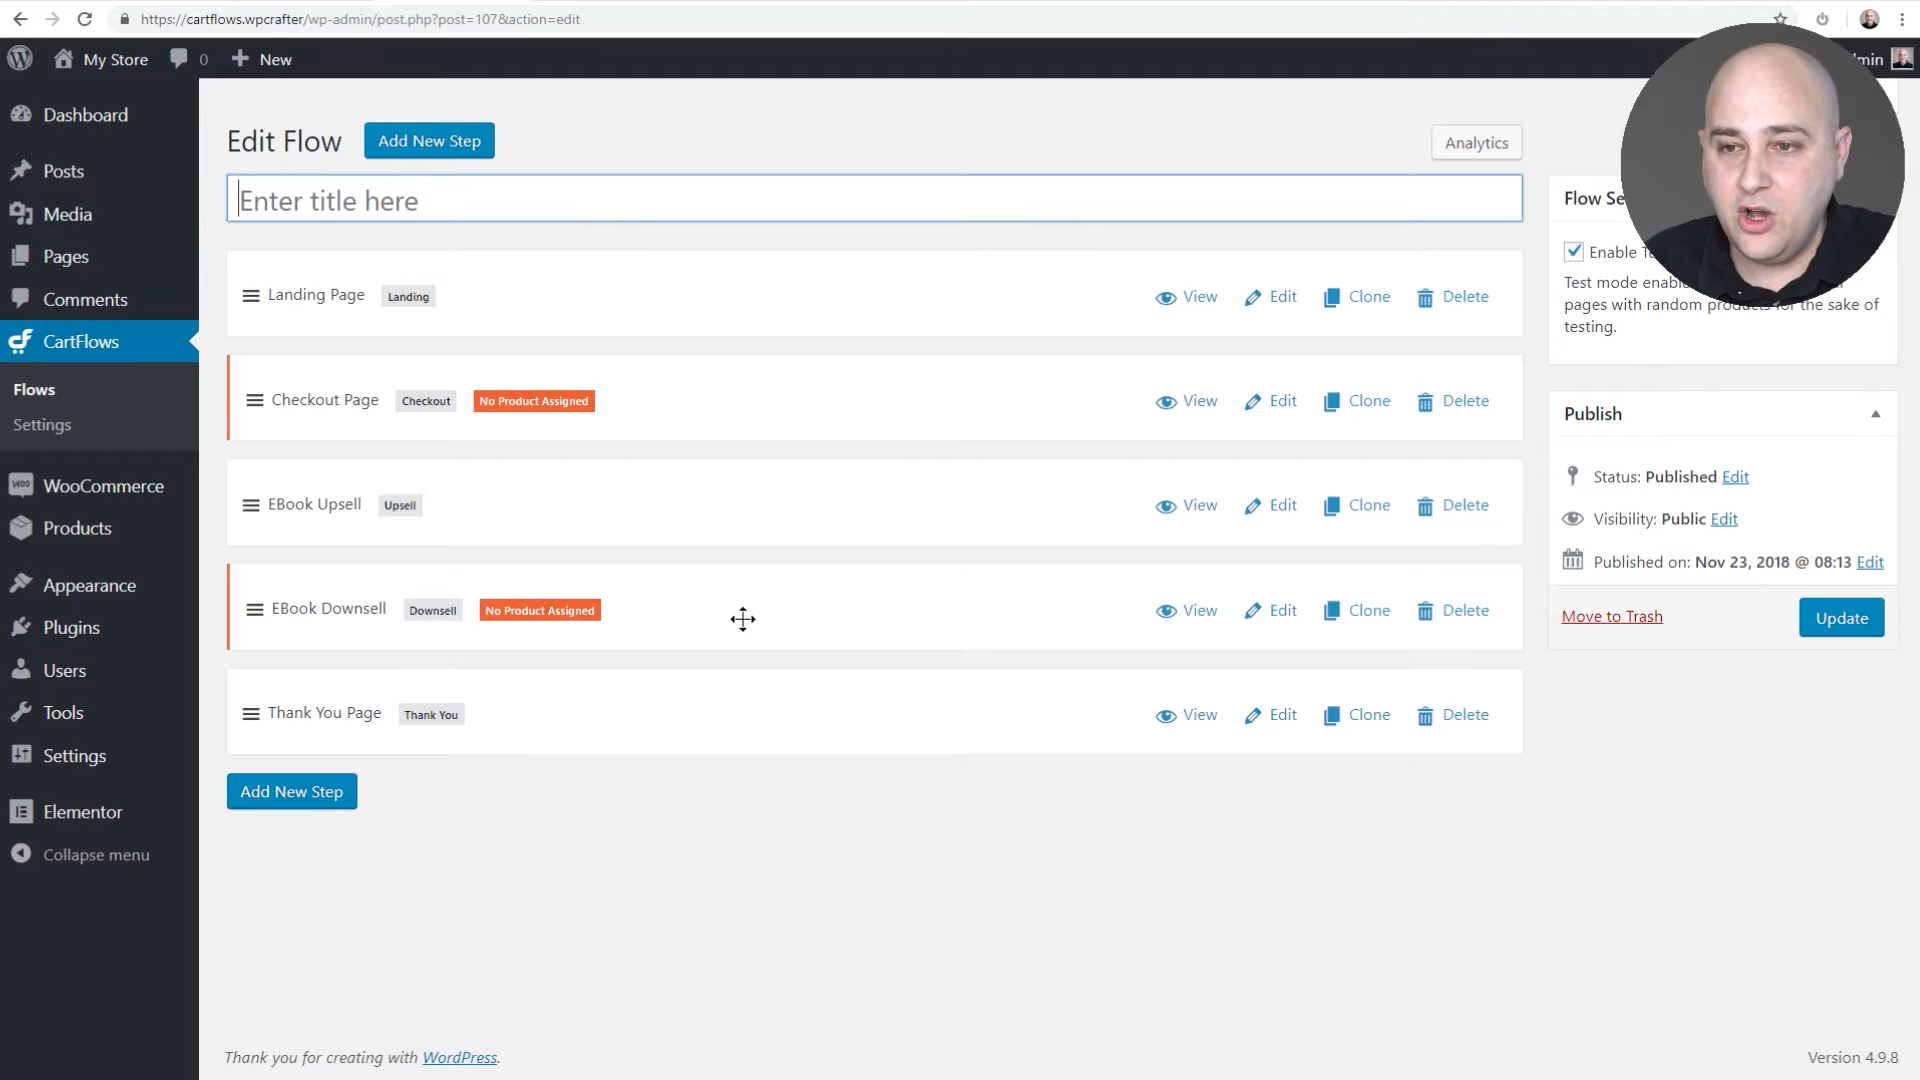 https://cartflows.wpcrafter/wp-admin/post.php?post=107&action=edit
My Store 0 New
min
Dashboard
Posts
Media
Pages
Comments
CartFlows
Flows
Settings
WooCommerce
Products
Appearance
Plugins
Users
Tools
Settings
Elementor
Collapse menu
Edit Flow Add New Step Analytics
Enter title here
Landing Page Landing View Edit Clone Delete
Checkout Page Checkout No Product Assigned View Edit Clone Delete
EBook Upsell Upsell View Edit Clone Delete
EBook Downsell Downsell No Product Assigned View Edit Clone Delete
Thank You Page Thank You View Edit Clone Delete
Add New Step
Flow Se
Enable
Test mode
pages with random products for the sake of
testing.
Publish
Status: Published Edit
Visibility: Public Edit
Published on: Nov 23, 2018 @ 08:13 Edit
Move to Trash Update
Thank you for creating with WordPress.
Version 4.9.8